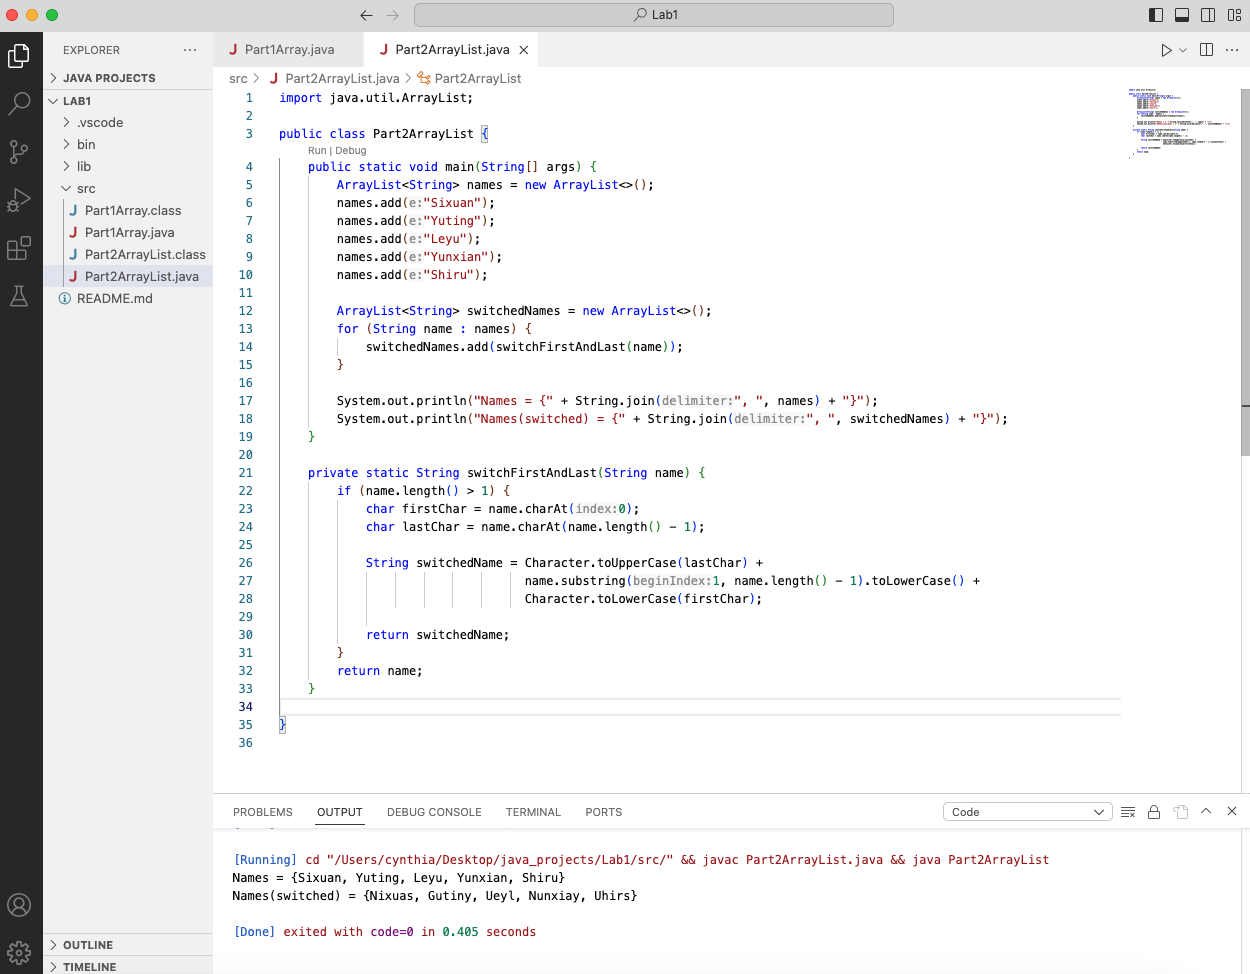 Lab1
EXPLORER
JAVA PROJECTS
LAB1
.vscode
bin
lib
src
Part1Array.class
Part1Array.java
Part2ArrayList.class
Part2ArrayList.java
README.md
OUTLINE
TIMELINE
Part1Array.java
Part2ArrayList.java
src > Part2ArrayList.java > Part2ArrayList
1 import java.util.ArrayList;
2
3 public class Part2ArrayList {
Run | Debug
4 public static void main(String[] args) {
5 ArrayList<String> names = new ArrayList<>();
6 names.add(e:"Sixuan");
7 names.add(e:"Yuting");
8 names.add(e:"Leyu");
9 names.add(e:"Yunxian");
10 names.add(e:"Shiru");
11
12 ArrayList<String> switchedNames = new ArrayList<>();
13 for (String name : names) {
14 switchedNames.add(switchFirstAndLast(name));
15 }
16
17 System.out.println("Names = {" + String.join(delimiter:", ", names) + "}");
18 System.out.println("Names(switched) = {" + String.join(delimiter:", ", switchedNames) + "}");
19 }
20
21 private static String switchFirstAndLast(String name) {
22 if (name.length() > 1) {
23 char firstChar = name.charAt(index:0);
24 char lastChar = name.charAt(name.length() - 1);
25
26 String switchedName = Character.toUpperCase(lastChar) +
27 name.substring(beginIndex:1, name.length() - 1).toLowerCase() +
28 Character.toLowerCase(firstChar);
29
30 return switchedName;
31 }
32 return name;
33 }
34
35 }
36
PROBLEMS OUTPUT DEBUG CONSOLE TERMINAL PORTS Code
[Running] cd "/Users/cynthia/Desktop/java_projects/Lab1/src/" && javac Part2ArrayList.java && java Part2ArrayList
Names = {Sixuan, Yuting, Leyu, Yunxian, Shiru}
Names(switched) = {Nixuas, Gutiny, Ueyl, Nunxiay, Uhirs}
[Done] exited with code=0 in 0.405 seconds